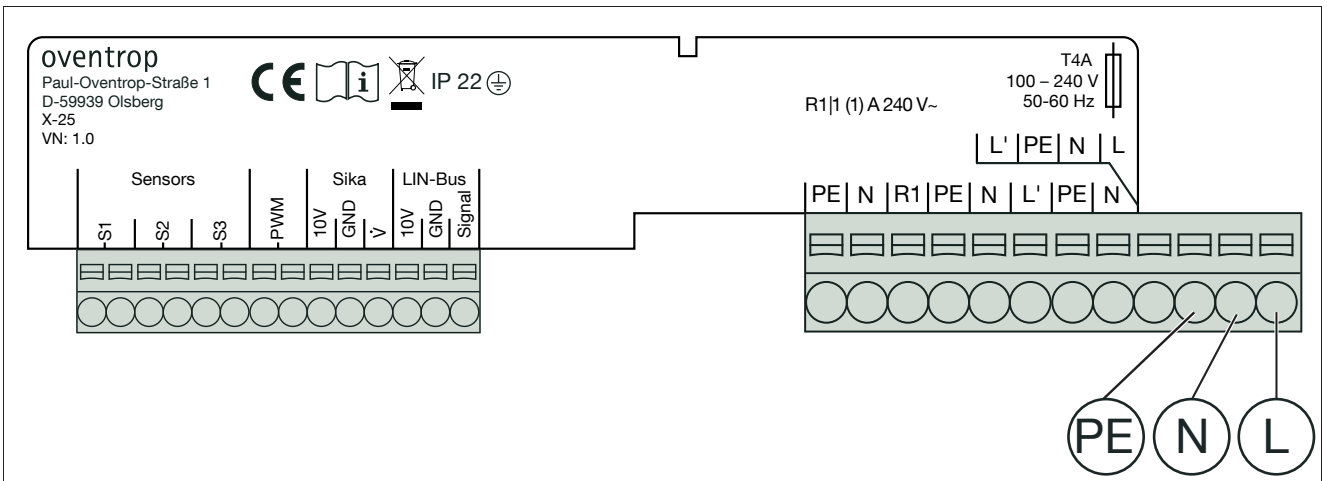 oventrop
Paul-Oventrop-Straße 1
D-59939 Olsberg
X-25
VN: 1.0
CE i IP 22
T4A
100 – 240 V
50-60 Hz
R1|1 (1) A 240 V~
L' PE N L
PE N R1 PE N L' PE N
Sensors Sika LIN-Bus
S1 S2 S3 PWM 10V GND V̇ 10V GND Signal
PE N L